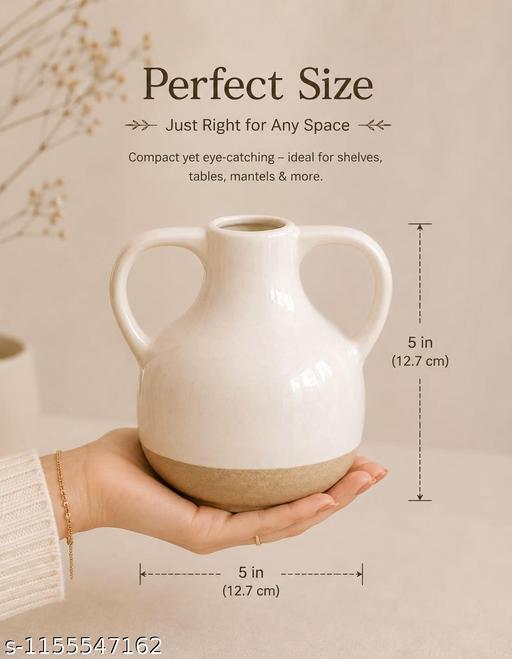 Perfect Size
Just Right for Any Space
Compact yet eye-catching – ideal for shelves,
tables, mantels & more.
5 in
(12.7 cm)
5 in
(12.7 cm)
s-1155547162